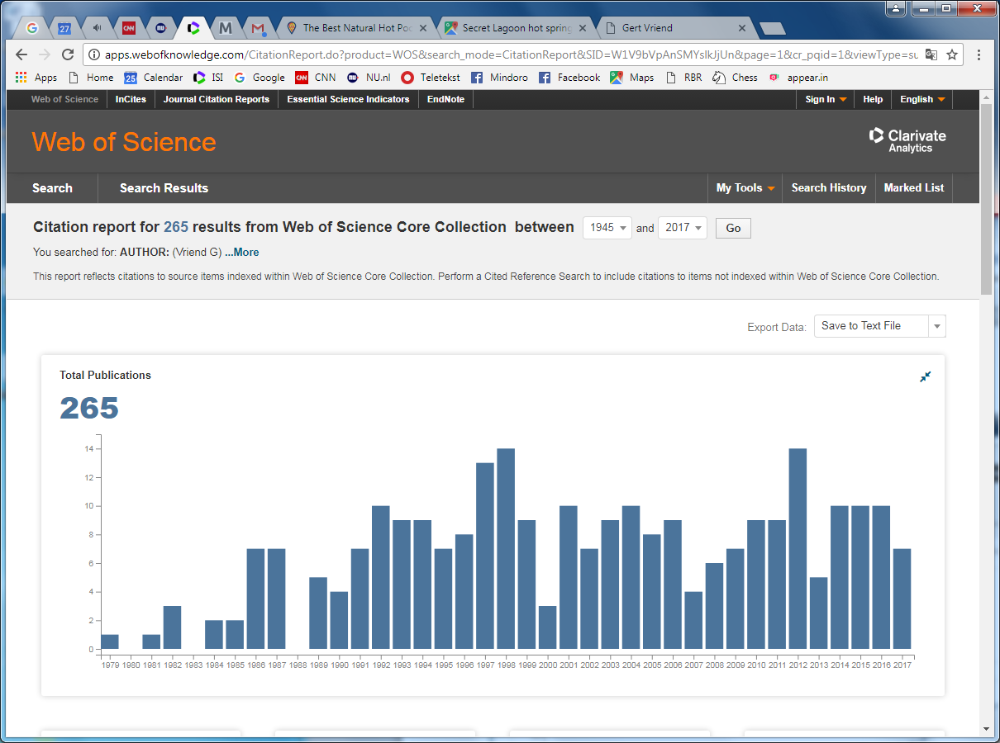 27
CNN
nu
M
The Best Natural Hot Poo
Secret Lagoon hot spring
Gert Vriend
apps.webofknowledge.com/CitationReport.do?product=WOS&search_mode=CitationReport&SID=W1V9bVpAnSMYsIkJjUn&page=1&cr_pqid=1&viewType=su
Apps Home 25 Calendar ISI Google CNN CNN NU.nl Teletekst Mindoro Facebook Maps RBR Chess appear.in
Web of Science InCites Journal Citation Reports Essential Science Indicators EndNote Sign In Help English
Web of Science
Clarivate
Analytics
Search Search Results My Tools Search History Marked List
Citation report for 265 results from Web of Science Core Collection between 1945 and 2017 Go
You searched for: AUTHOR: (Vriend G) ...More
This report reflects citations to source items indexed within Web of Science Core Collection. Perform a Cited Reference Search to include citations to items not indexed within Web of Science Core Collection.
Export Data: Save to Text File
Total Publications
265
14
12
10
8
6
4
2
0
1979 1980 1981 1982 1983 1984 1985 1986 1987 1988 1989 1990 1991 1992 1993 1994 1995 1996 1997 1998 1999 2000 2001 2002 2003 2004 2005 2006 2007 2008 2009 2010 2011 2012 2013 2014 2015 2016 2017